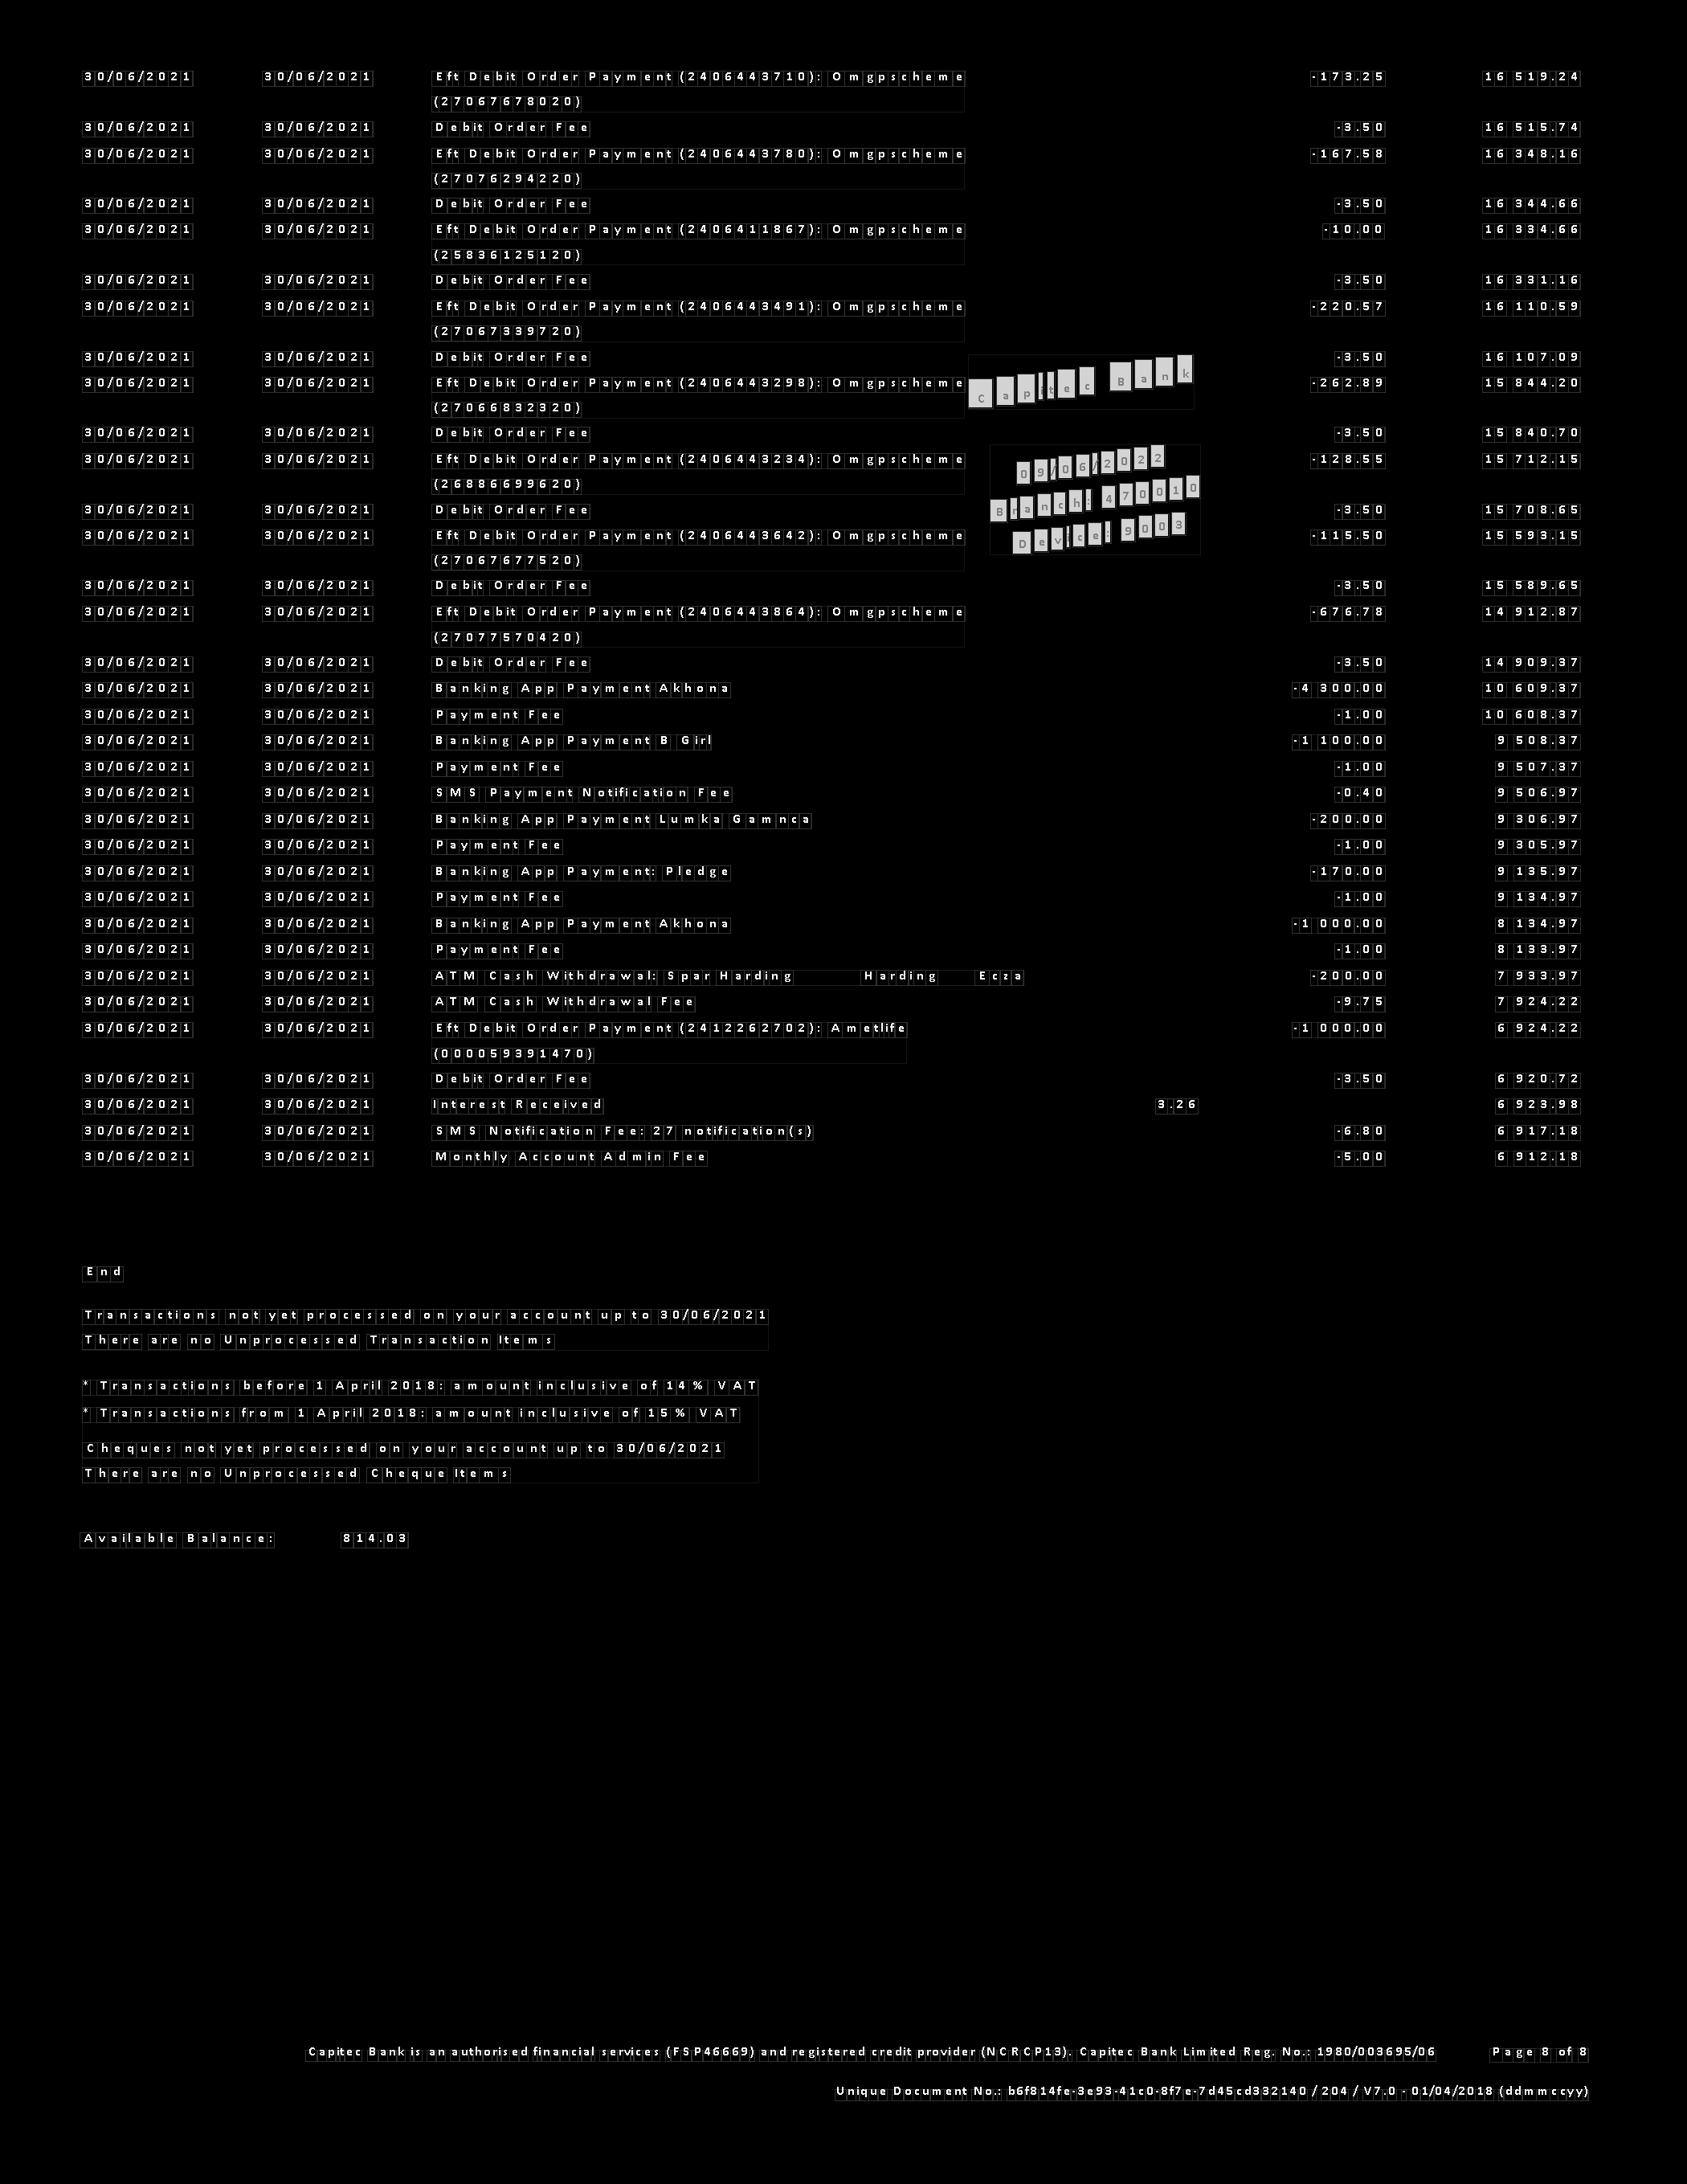 30/06/2021 30/06/2021 Eft Debit Order Payment (2406443710): Omgpscheme -173.25 16 519.24
(27067678020)
30/06/2021 30/06/2021 Debit Order Fee -3.50 16 515.74
30/06/2021 30/06/2021 Eft Debit Order Payment (2406443780): Omgpscheme -167.58 16 348.16
(27076294220)
30/06/2021 30/06/2021 Debit Order Fee -3.50 16 344.66
30/06/2021 30/06/2021 Eft Debit Order Payment (2406411867): Omgpscheme -10.00 16 334.66
(25836125120)
30/06/2021 30/06/2021 Debit Order Fee -3.50 16 331.16
30/06/2021 30/06/2021 Eft Debit Order Payment (2406443491): Omgpscheme -220.57 16 110.59
(27067339720)
30/06/2021 30/06/2021 Debit Order Fee -3.50 16 107.09
30/06/2021 30/06/2021 Eft Debit Order Payment (2406443298): Omgpscheme -262.89 15 844.20
Capitec Bank
(27066832320)
30/06/2021 30/06/2021 Debit Order Fee -3.50 15 840.70
30/06/2021 30/06/2021 Eft Debit Order Payment (2406443234): Omgpscheme -128.55 15 712.15
09/06/2022
(26886699620)
Branch: 470010
30/06/2021 30/06/2021 Debit Order Fee -3.50 15 708.65
30/06/2021 30/06/2021 Eft Debit Order Payment (2406443642): Omgpscheme -115.50 15 593.15
Device: 9003
(27067677520)
30/06/2021 30/06/2021 Debit Order Fee -3.50 15 589.65
30/06/2021 30/06/2021 Eft Debit Order Payment (2406443864): Omgpscheme -676.78 14 912.87
(27077570420)
30/06/2021 30/06/2021 Debit Order Fee -3.50 14 909.37
30/06/2021 30/06/2021 Banking App Payment Akhona -4 300.00 10 609.37
30/06/2021 30/06/2021 Payment Fee -1.00 10 608.37
30/06/2021 30/06/2021 Banking App Payment B Girl -1 100.00 9 508.37
30/06/2021 30/06/2021 Payment Fee -1.00 9 507.37
30/06/2021 30/06/2021 SMS Payment Notification Fee -0.40 9 506.97
30/06/2021 30/06/2021 Banking App Payment Lumka Gamnca -200.00 9 306.97
30/06/2021 30/06/2021 Payment Fee -1.00 9 305.97
30/06/2021 30/06/2021 Banking App Payment: Pledge -170.00 9 135.97
30/06/2021 30/06/2021 Payment Fee -1.00 9 134.97
30/06/2021 30/06/2021 Banking App Payment Akhona -1 000.00 8 134.97
30/06/2021 30/06/2021 Payment Fee -1.00 8 133.97
30/06/2021 30/06/2021 ATM Cash Withdrawal: Spar Harding Harding Ecza -200.00 7 933.97
30/06/2021 30/06/2021 ATM Cash Withdrawal Fee -9.75 7 924.22
30/06/2021 30/06/2021 Eft Debit Order Payment (2412262702): Ametlife -1 000.00 6 924.22
(000059391470)
30/06/2021 30/06/2021 Debit Order Fee -3.50 6 920.72
30/06/2021 30/06/2021 Interest Received 3.26 6 923.98
30/06/2021 30/06/2021 SMS Notification Fee: 27 notification(s) -6.80 6 917.18
30/06/2021 30/06/2021 Monthly Account Admin Fee -5.00 6 912.18
End
Transactions not yet processed on your account up to 30/06/2021
There are no Unprocessed Transaction Items
* Transactions before 1 April 2018: amount inclusive of 14% VAT
* Transactions from 1 April 2018: amount inclusive of 15% VAT
Cheques not yet processed on your account up to 30/06/2021
There are no Unprocessed Cheque Items
Available Balance: 814.03
Capitec Bank is an authorised financial services (FSP46669) and registered credit provider (NCRCP13). Capitec Bank Limited Reg. No.: 1980/003695/06 Page 8 of 8
Unique Document No.: b6f814fe-3e93-41c0-8f7e-7d45cd332140 / 204 / V7.0 - 01/04/2018 (ddmmccyy)